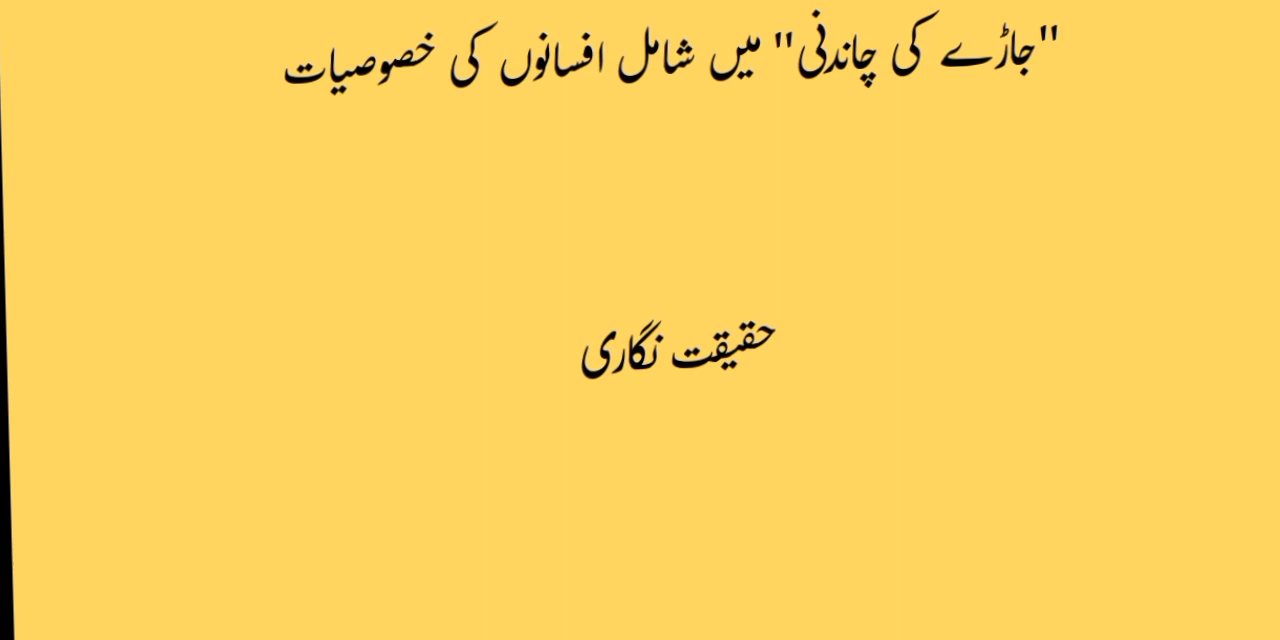 "جاڑے کی چاندنی" میں شامل افسانوں کی خصوصیات
حقیقت نگاری